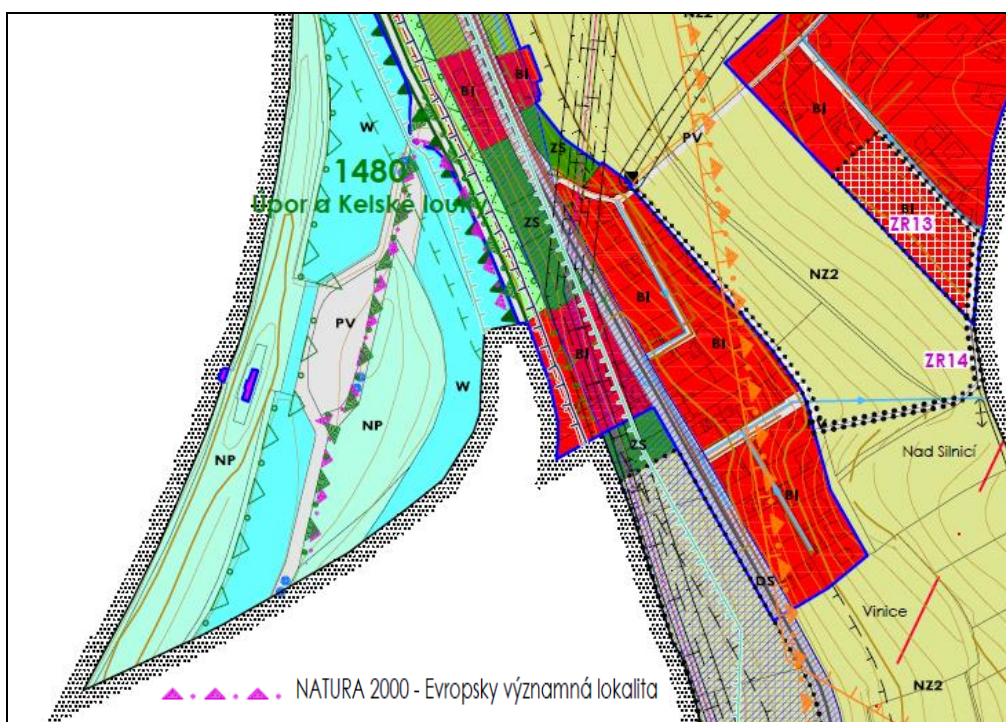 NZ2
BI
BI
BI
W
BI
PV
ZS
1480
Úpor a Kelské louky
BI
ZR13
ZS
NZ2
BI
PV
BI
BI
ZR14
W
NP
ZS
Nad Silnicí
NP
BI
DS
Vinice
NZ2
NATURA 2000 - Evropsky významná lokalita